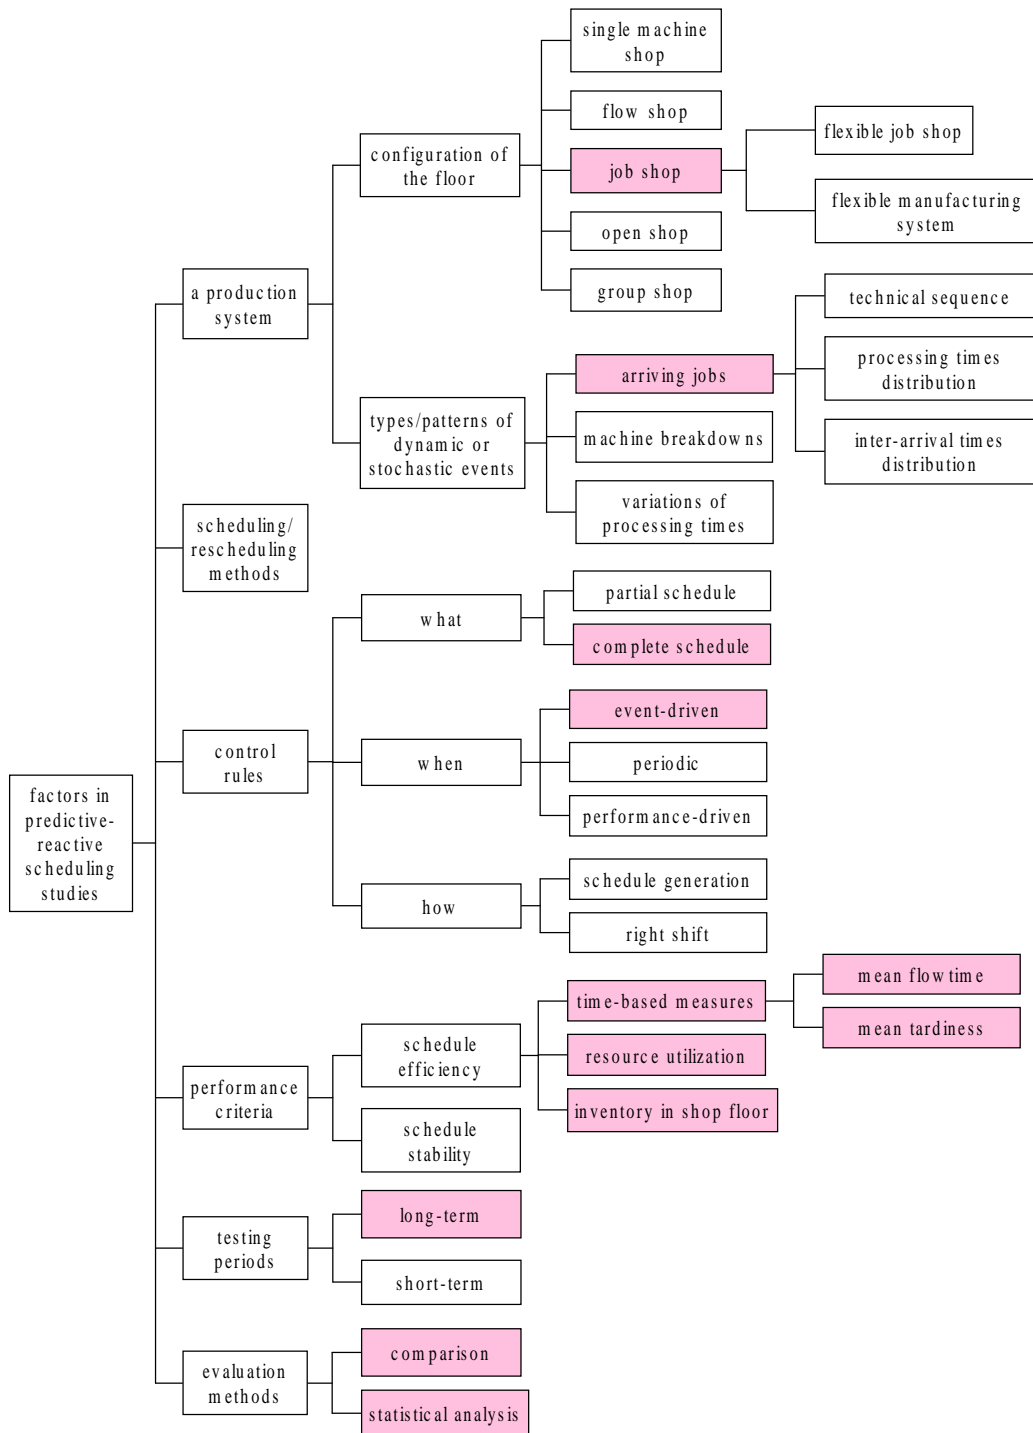 factors in
predictive-
reactive
scheduling
studies
a production
system
configuration of
the floor
single machine
shop
flow shop
job shop
flexible job shop
flexible manufacturing
system
open shop
group shop
types/patterns of
dynamic or
stochastic events
arriving jobs
technical sequence
processing times
distribution
inter-arrival times
distribution
machine breakdowns
variations of
processing times
scheduling/
rescheduling
methods
control
rules
what
partial schedule
complete schedule
when
event-driven
periodic
performance-driven
how
schedule generation
right shift
performance
criteria
schedule
efficiency
time-based measures
mean flowtime
mean tardiness
resource utilization
inventory in shop floor
schedule
stability
testing
periods
long-term
short-term
evaluation
methods
comparison
statistical analysis